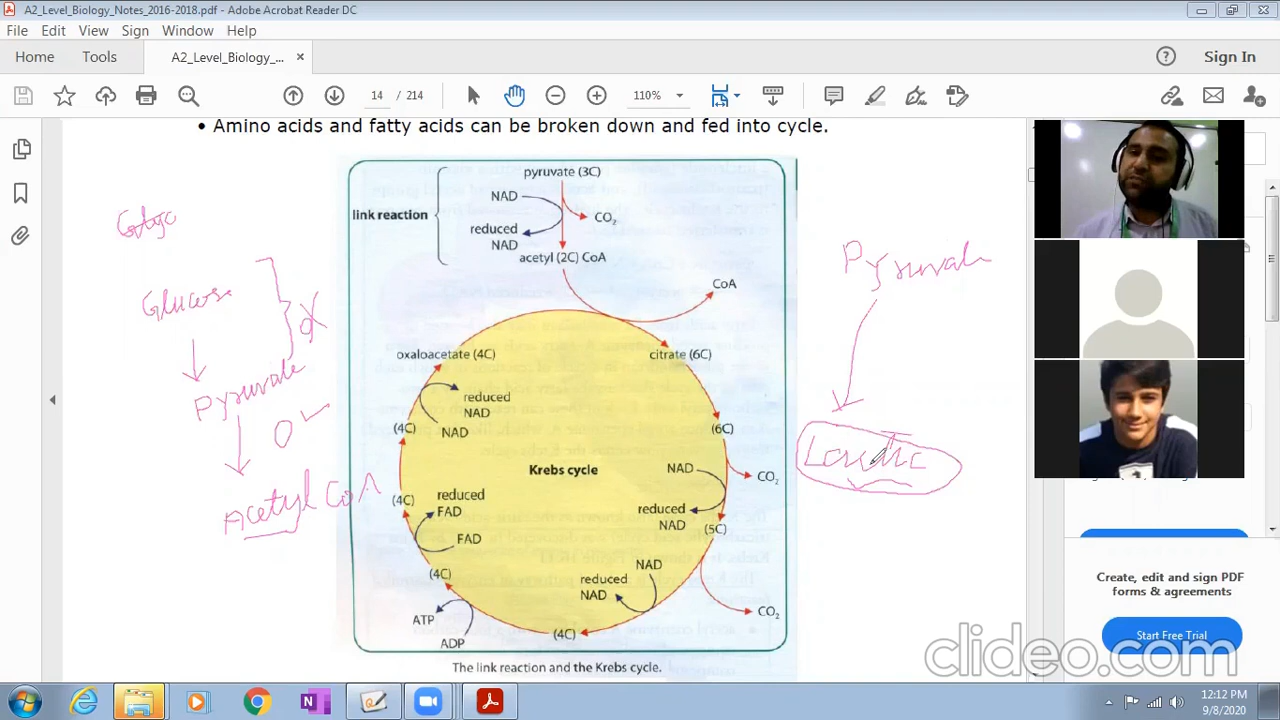 A2_Level_Biology_Notes_2016-2018.pdf - Adobe Acrobat Reader DC
File Edit View Sign Window Help
Home Tools A2_Level_Biology_... × Sign In
14 / 214 110%
• Amino acids and fatty acids can be broken down and fed into cycle.
pyruvate (3C)
NAD
link reaction
CO2
reduced
NAD
acetyl (2C) CoA
CoA
oxaloacetate (4C)
citrate (6C)
reduced
NAD
NAD
(4C)
(6C)
Krebs cycle
NAD
CO2
reduced
NAD
(5C)
(4C)
reduced
FAD
FAD
NAD
reduced
NAD
(4C)
CO2
ATP
ADP
(4C)
The link reaction and the Krebs cycle.
Glyc
Glucose
Pyruvate
O
Acetyl CoA
Pyruvate
Create, edit and sign PDF
forms & agreements
Start Free Trial
clideo.com
12:12 PM
9/8/2020